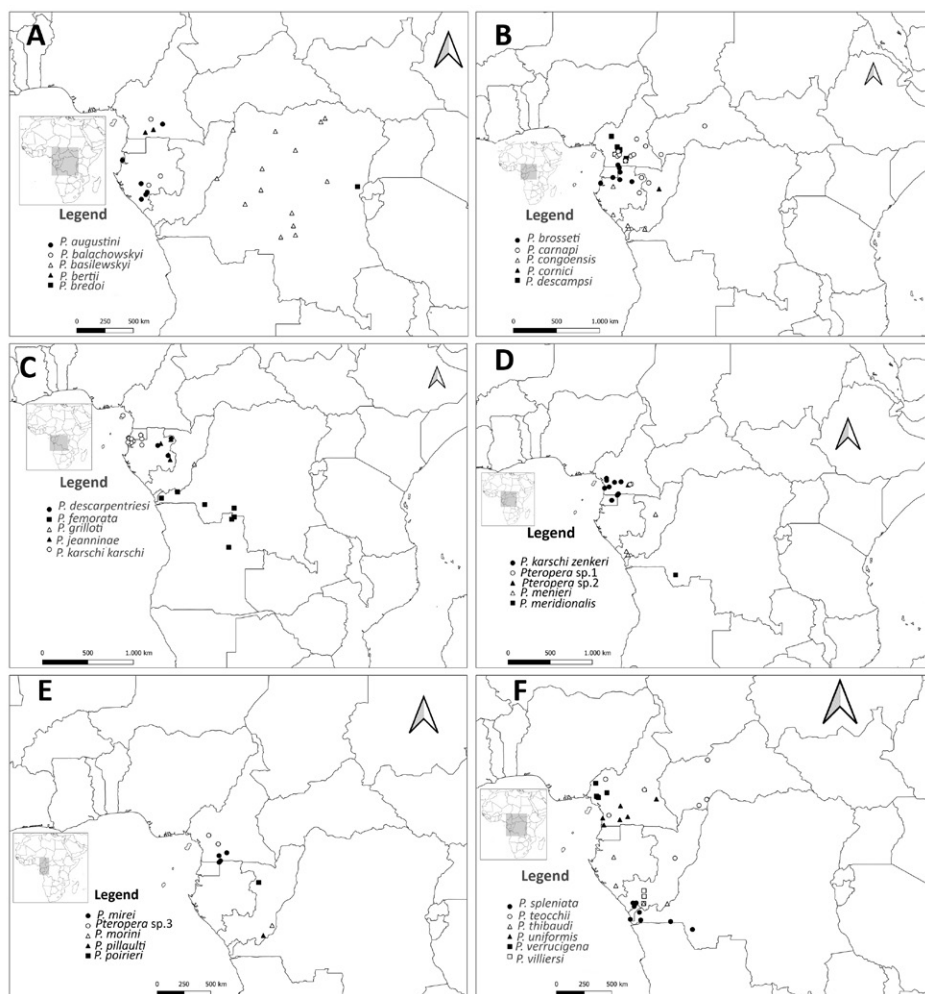 A
Legend
P. augustini
P. balachowskyi
P. basilewskyi
P. bertii
P. bredoi
0 250 500 km
B
Legend
P. brosseti
P. carnapi
P. congoensis
P. cornici
P. descampsi
0 500 1.000 km
C
Legend
P. descarpentriesi
P. femorata
P. grilloti
P. jeanninae
P. karschi karschi
0 500 1.000 km
D
Legend
P. karschi zenkeri
Pteropera sp.1
Pteropera sp.2
P. menieri
P. meridionalis
0 500 1.000 km
E
Legend
P. mirei
Pteropera sp.3
P. morini
P. pillaulti
P. poirieri
0 250 500 km
F
Legend
P. spleniata
P. teocchii
P. thibaudi
P. uniformis
P. verrucigena
P. villiersi
0 250 500 km